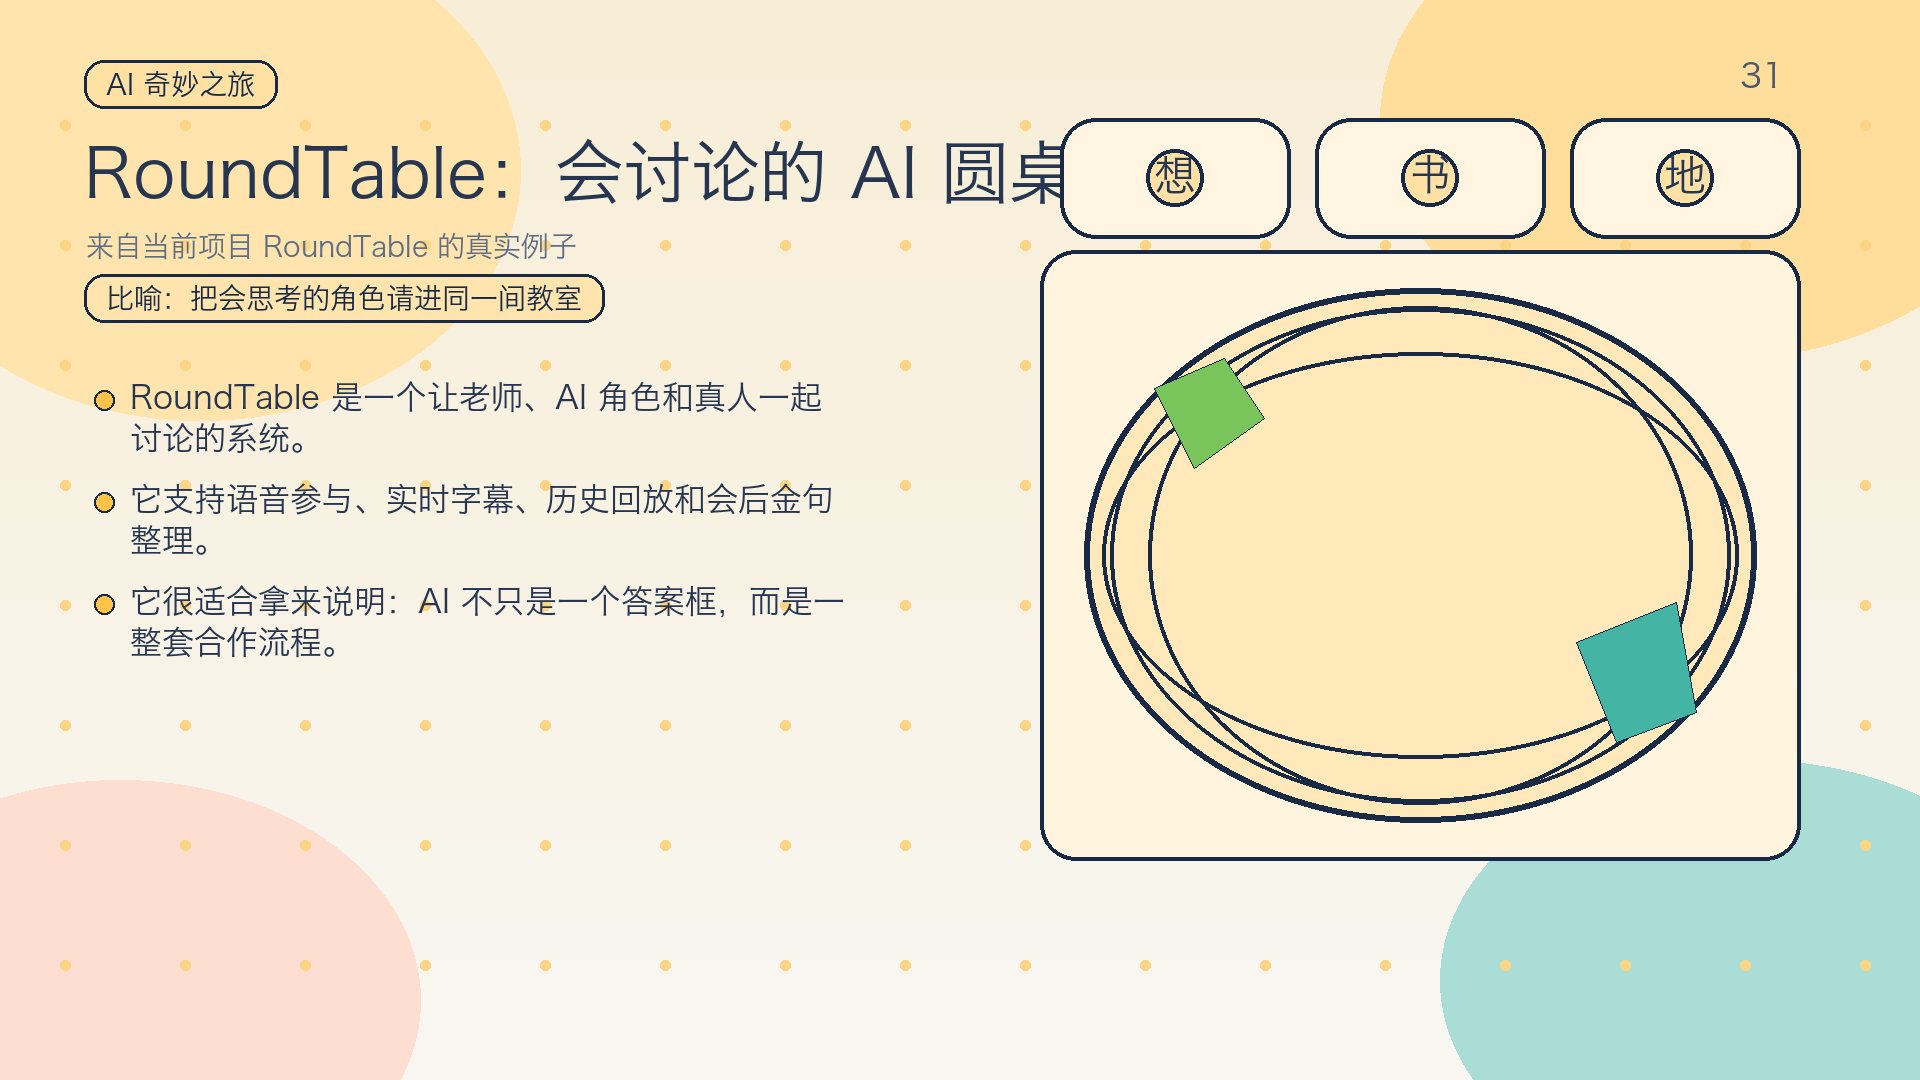 AI 奇妙之旅
31
RoundTable：会讨论的 AI 圆桌
想
书
地
来自当前项目 RoundTable 的真实例子
比喻：把会思考的角色请进同一间教室
RoundTable 是一个让老师、AI 角色和真人一起
讨论的系统。
它支持语音参与、实时字幕、历史回放和会后金句
整理。
它很适合拿来说明：AI 不只是一个答案框，而是一
整套合作流程。